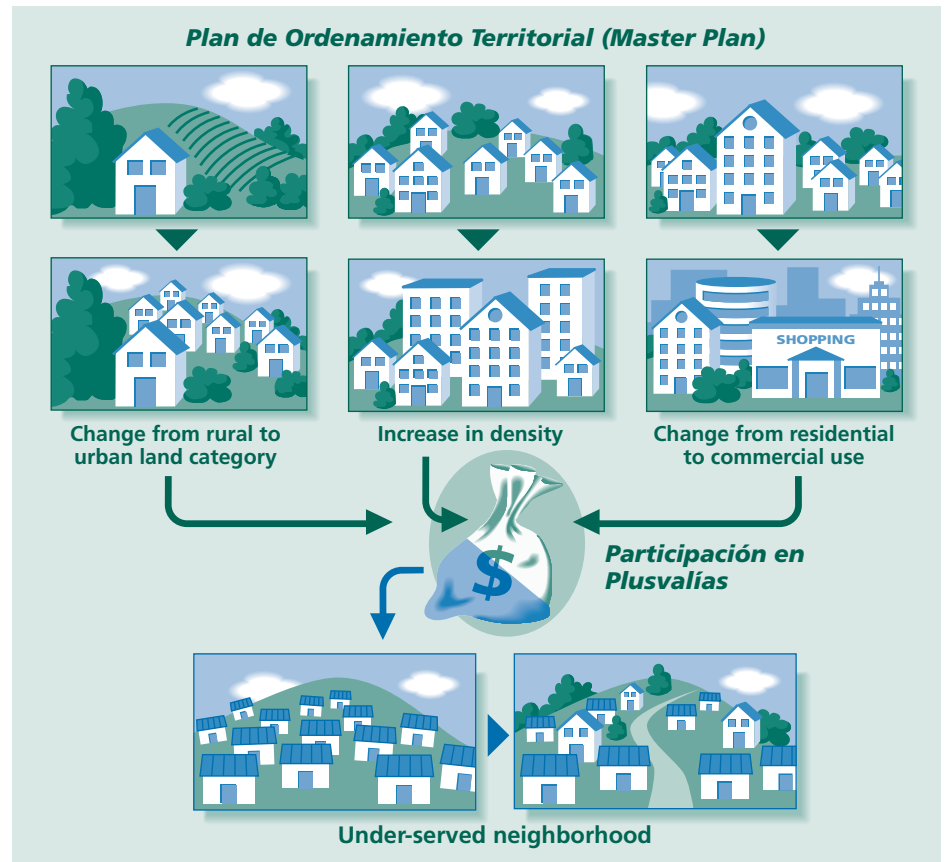 Plan de Ordenamiento Territorial (Master Plan)
SHOPPING
Change from rural to
urban land category
Increase in density
Change from residential
to commercial use
$
Participación en
Plusvalías
Under-served neighborhood